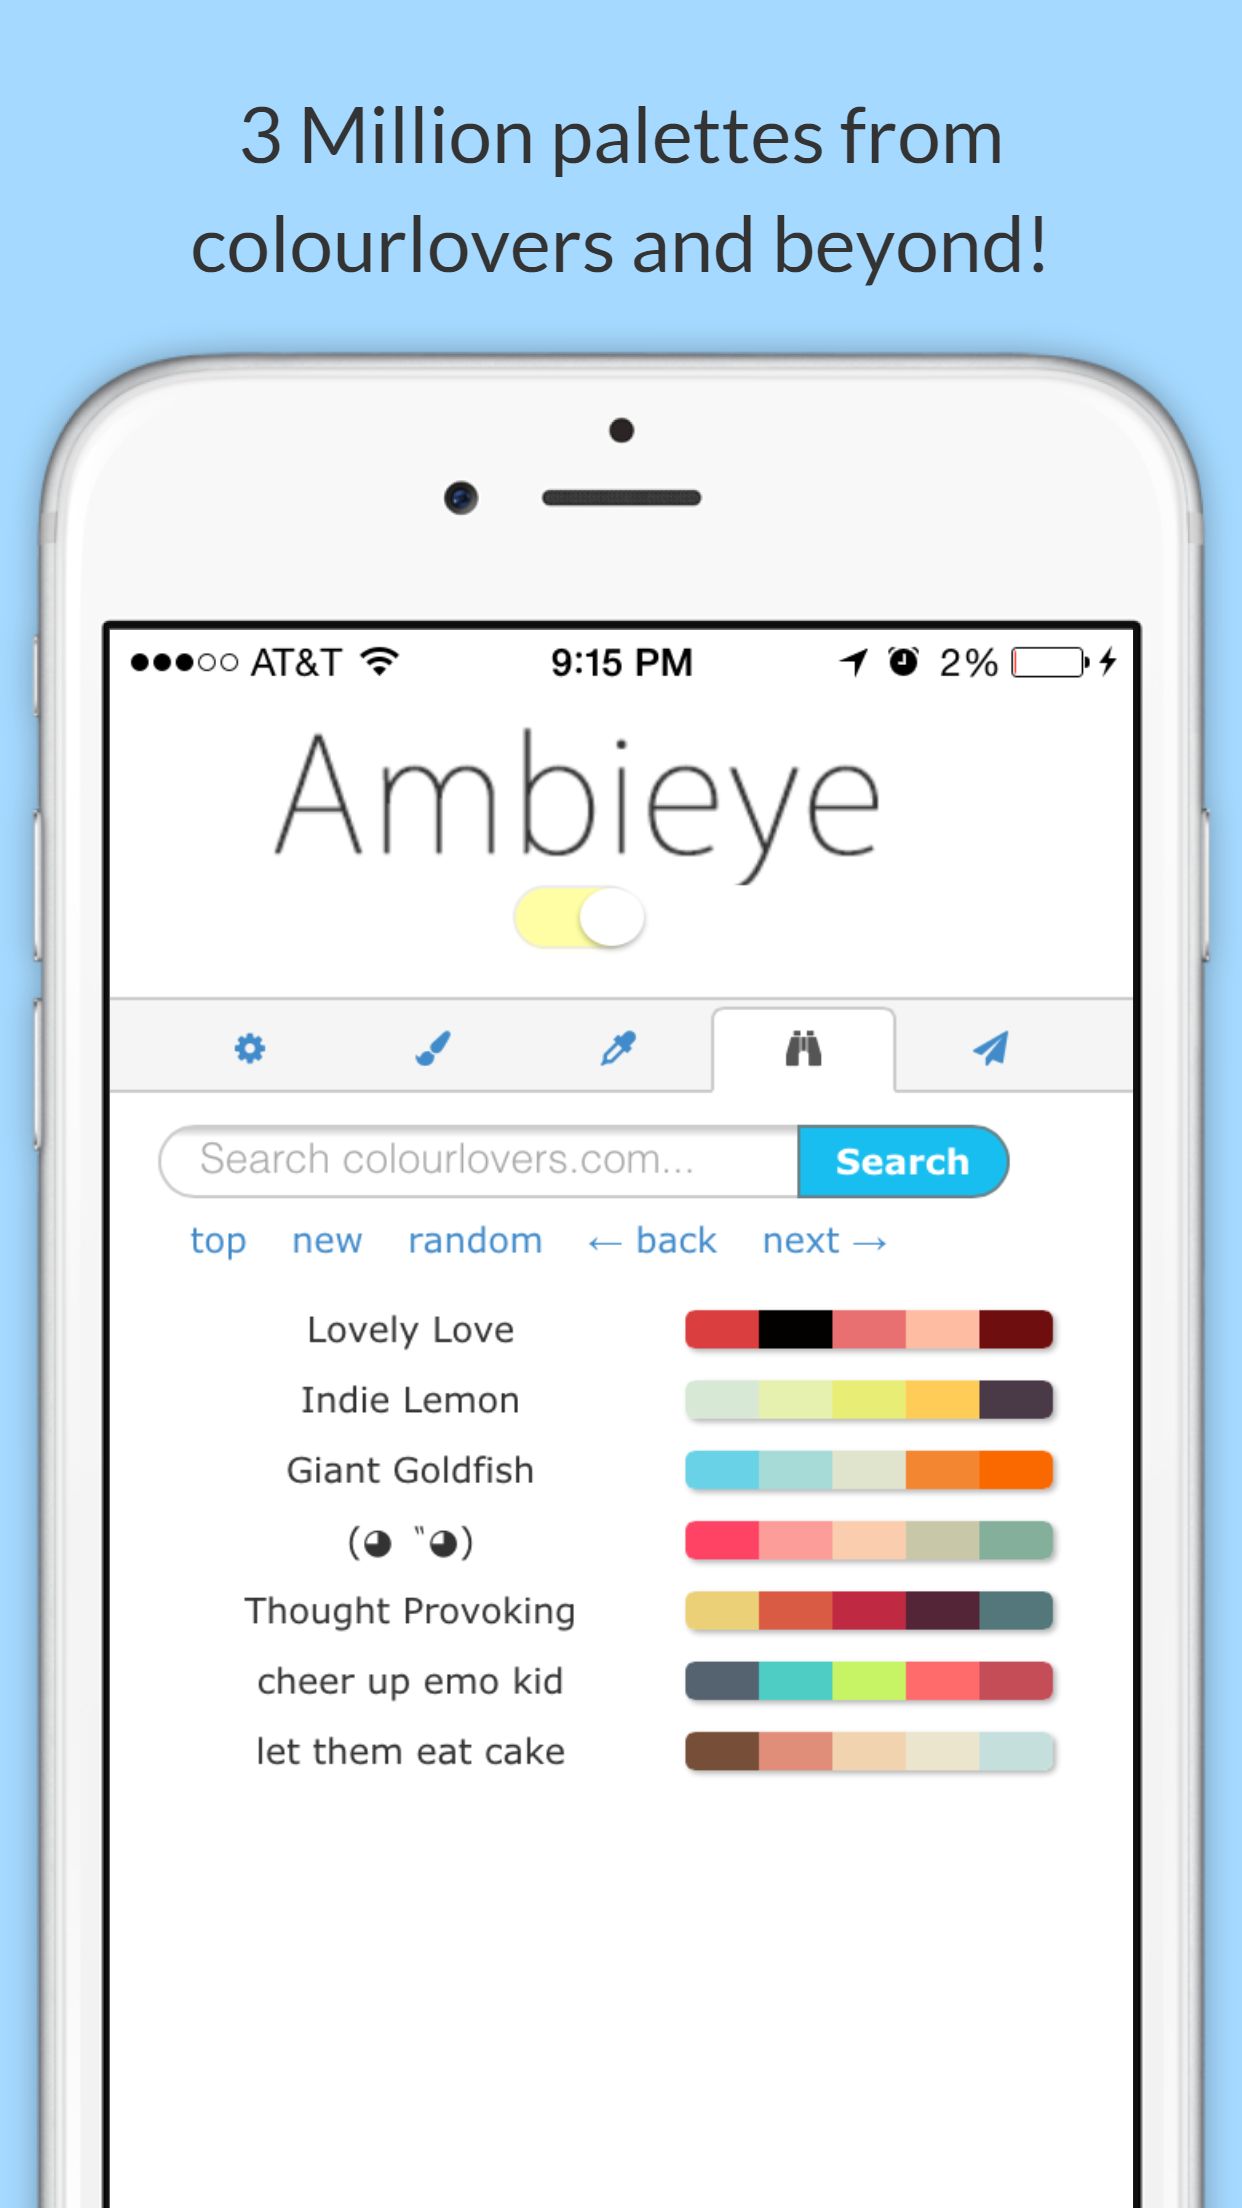 3 Million palettes from
colourlovers and beyond!
AT&T 9:15 PM 2%
Ambieye
Search colourlovers.com... Search
top new random ← back next →
Lovely Love
Indie Lemon
Giant Goldfish
(◕ ‟◕)
Thought Provoking
cheer up emo kid
let them eat cake